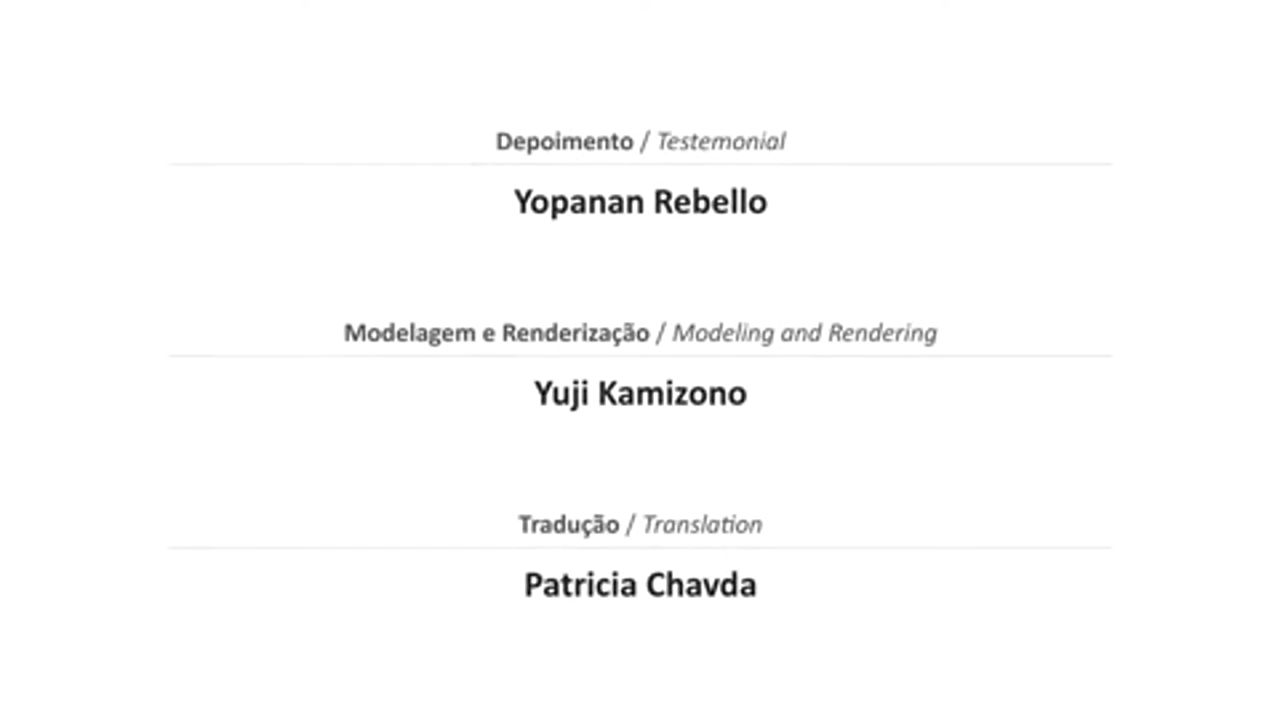 Depoimento / Testemonial
Yopanan Rebello
Modelagem e Renderização / Modeling and Rendering
Yuji Kamizono
Tradução / Translation
Patricia Chavda